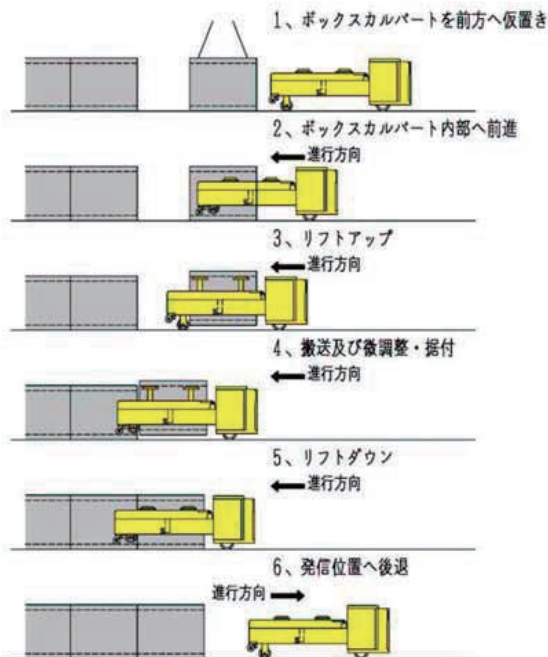 1、ボックスカルバートを前方へ仮置き
2、ボックスカルバート内部へ前進
進行方向
3、リフトアップ
進行方向
4、搬送及び微調整・据付
進行方向
5、リフトダウン
進行方向
6、発信位置へ後退
進行方向